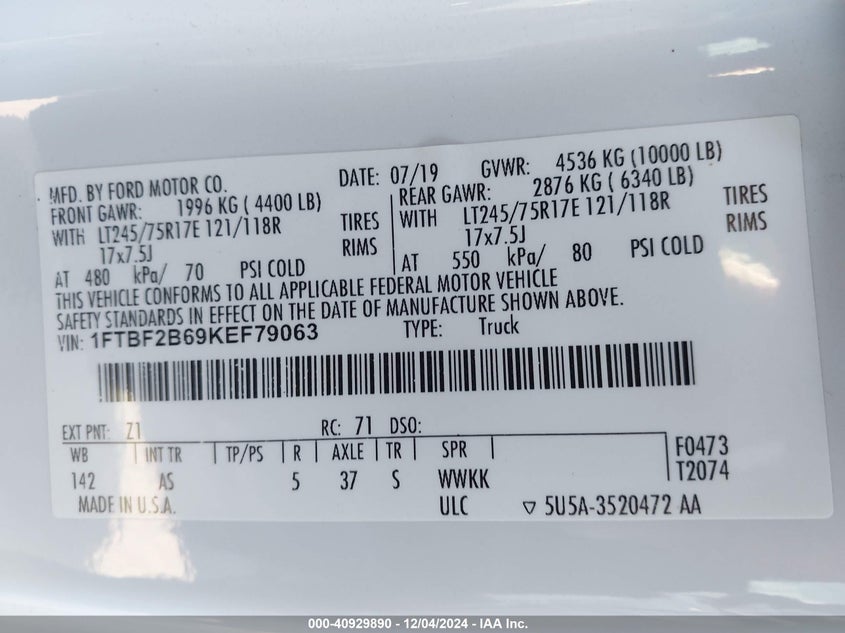 MFD. BY FORD MOTOR CO. DATE: 07/19 GVWR: 4536 KG (10000 LB)
FRONT GAWR: 1996 KG ( 4400 LB) REAR GAWR: 2876 KG ( 6340 LB)
WITH LT245/75R17E 121/118R TIRES WITH LT245/75R17E 121/118R TIRES
17x7.5J RIMS 17x7.5J RIMS
AT 480 kPa/ 70 PSI COLD AT 550 kPa/ 80 PSI COLD
THIS VEHICLE CONFORMS TO ALL APPLICABLE FEDERAL MOTOR VEHICLE
SAFETY STANDARDS IN EFFECT ON THE DATE OF MANUFACTURE SHOWN ABOVE.
VIN: 1FTBF2B69KEF79063 TYPE: Truck
EXT PNT: Z1 RC: 71 DSO:
WB INT TR TP/PS R AXLE TR SPR F0473
142 AS 5 37 S WWKK T2074
MADE IN U.S.A. ULC ▽ 5U5A-3520472 AA
000-40929890 - 12/04/2024 - IAA Inc.